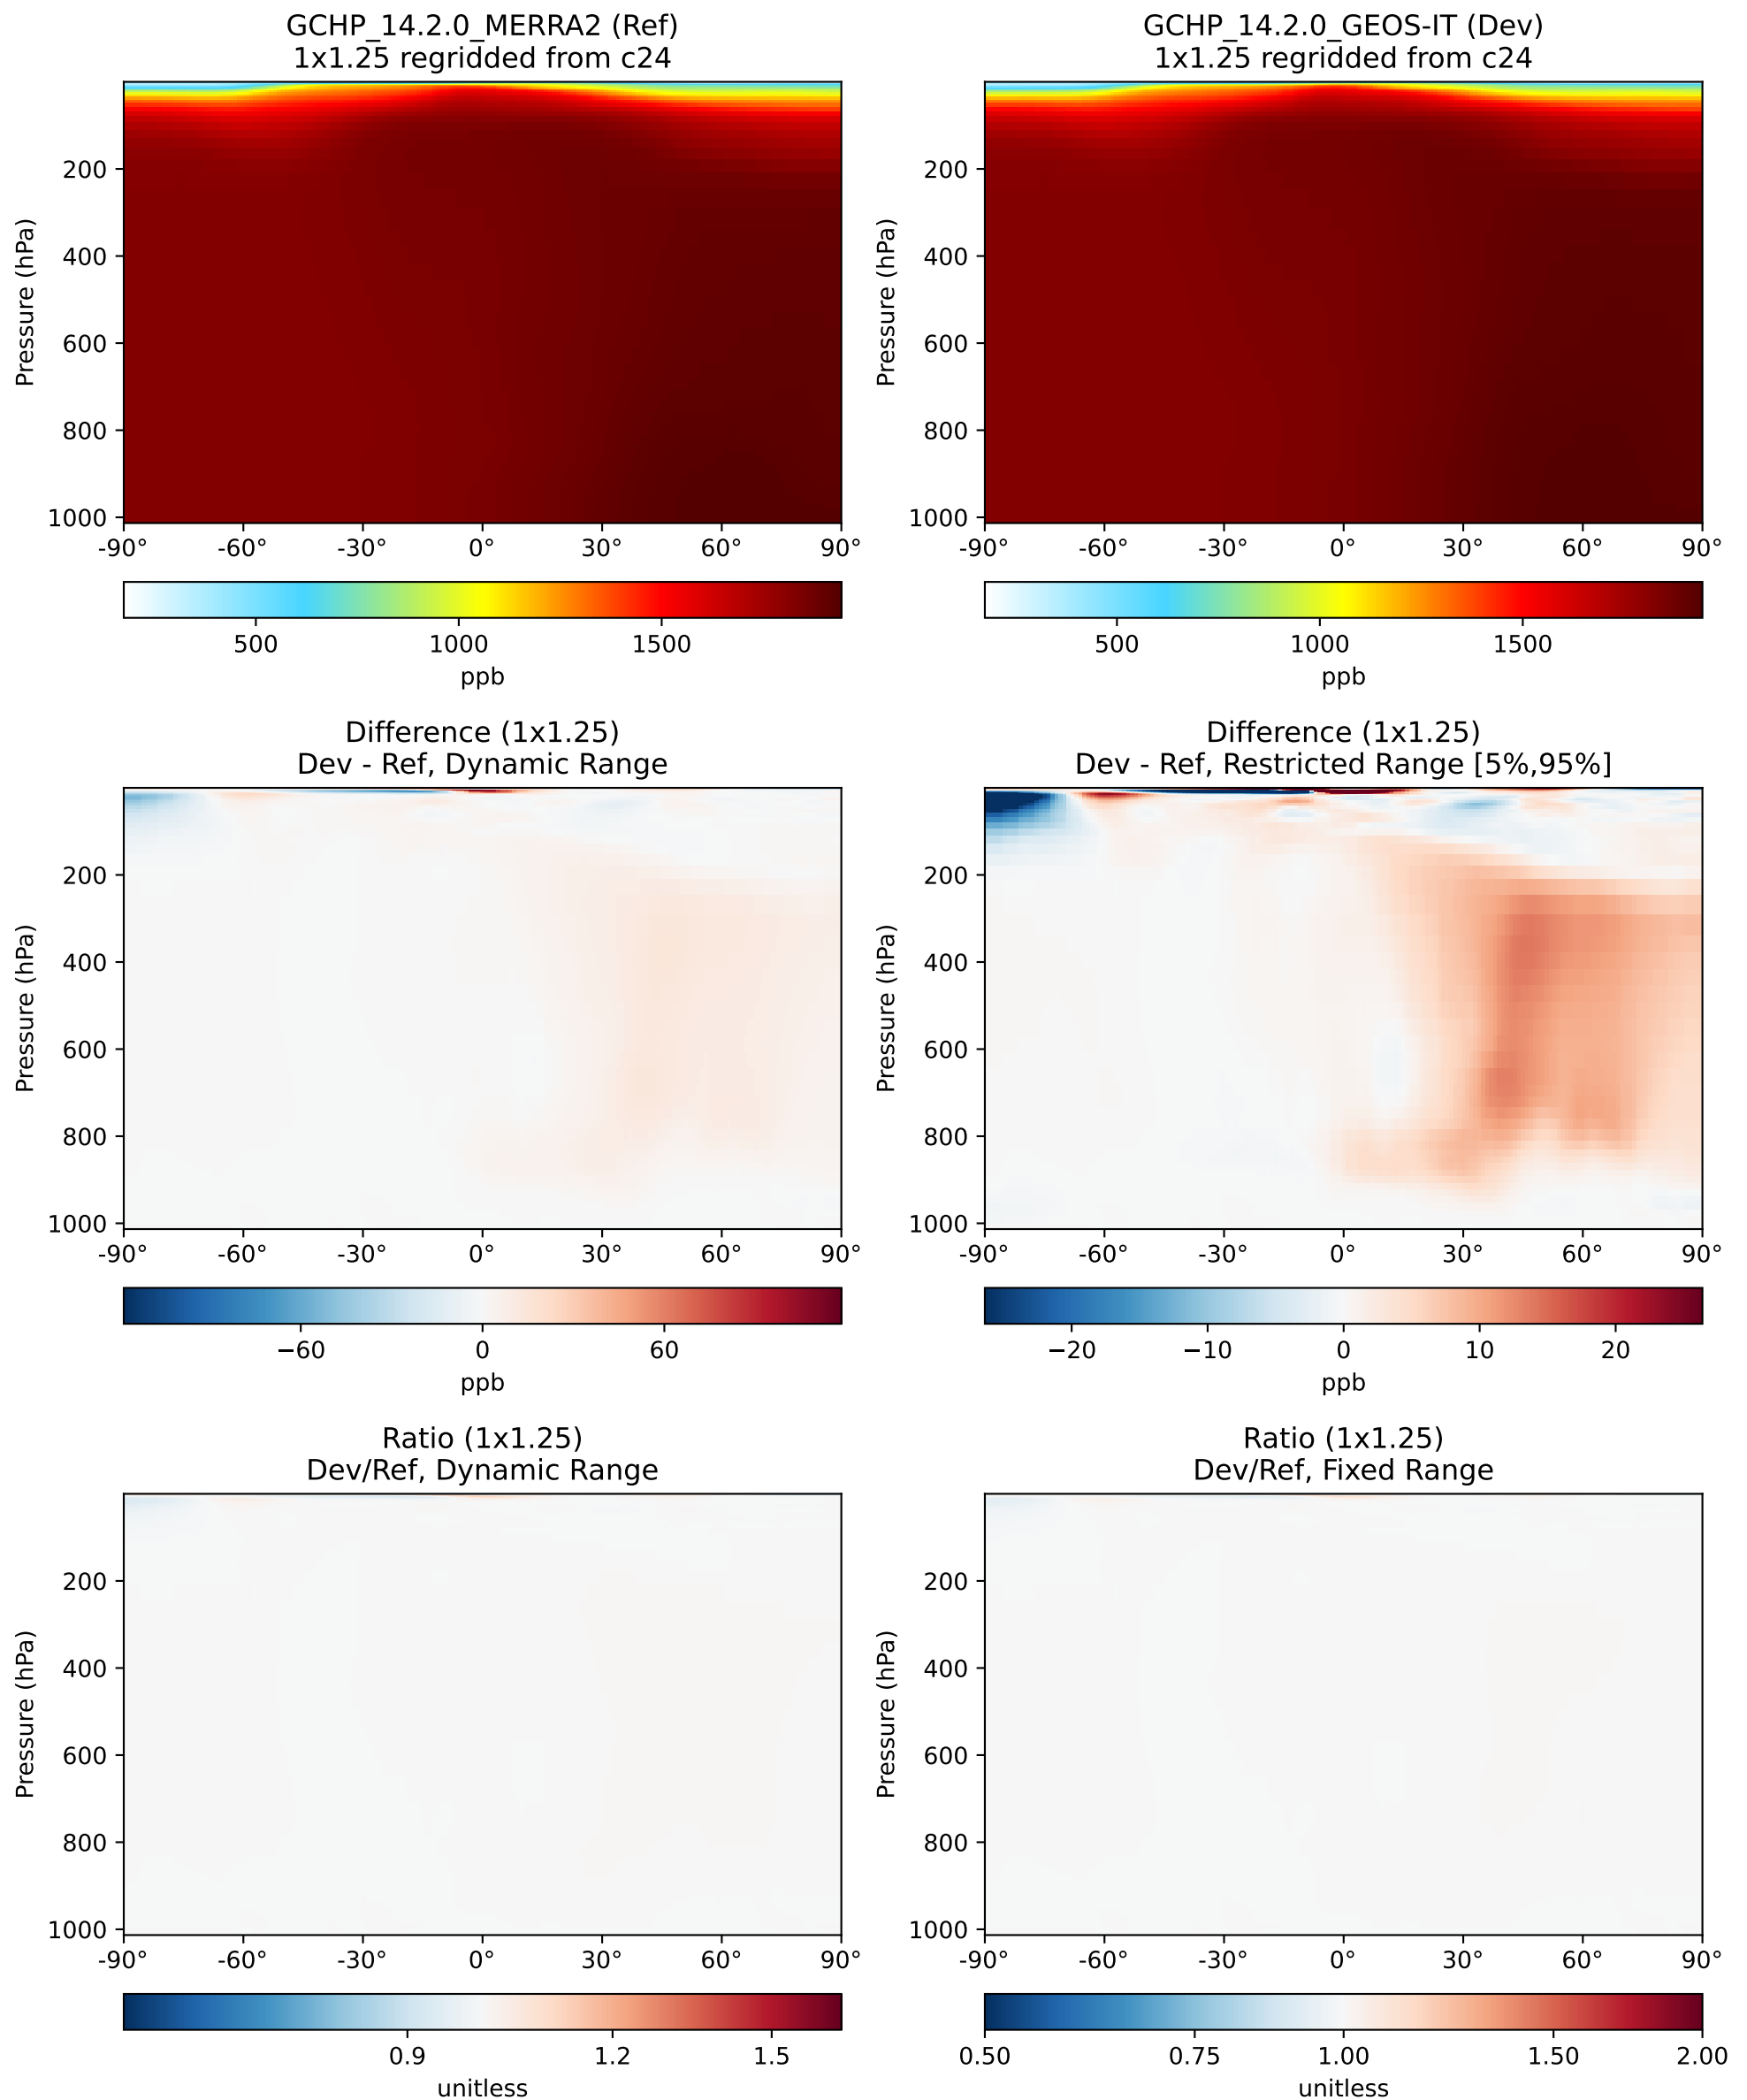 GCHP_14.2.0_MERRA2 (Ref)
1x1.25 regridded from c24
Pressure (hPa)
200
400
600
800
1000
-90° -60° -30° 0° 30° 60° 90°
500 1000 1500
ppb
GCHP_14.2.0_GEOS-IT (Dev)
1x1.25 regridded from c24
Pressure (hPa)
200
400
600
800
1000
-90° -60° -30° 0° 30° 60° 90°
500 1000 1500
ppb
Difference (1x1.25)
Dev - Ref, Dynamic Range
Pressure (hPa)
200
400
600
800
1000
-90° -60° -30° 0° 30° 60° 90°
−60 0 60
ppb
Difference (1x1.25)
Dev - Ref, Restricted Range [5%,95%]
Pressure (hPa)
200
400
600
800
1000
-90° -60° -30° 0° 30° 60° 90°
−20 −10 0 10 20
ppb
Ratio (1x1.25)
Dev/Ref, Dynamic Range
Pressure (hPa)
200
400
600
800
1000
-90° -60° -30° 0° 30° 60° 90°
0.9 1.2 1.5
unitless
Ratio (1x1.25)
Dev/Ref, Fixed Range
Pressure (hPa)
200
400
600
800
1000
-90° -60° -30° 0° 30° 60° 90°
0.50 0.75 1.00 1.50 2.00
unitless